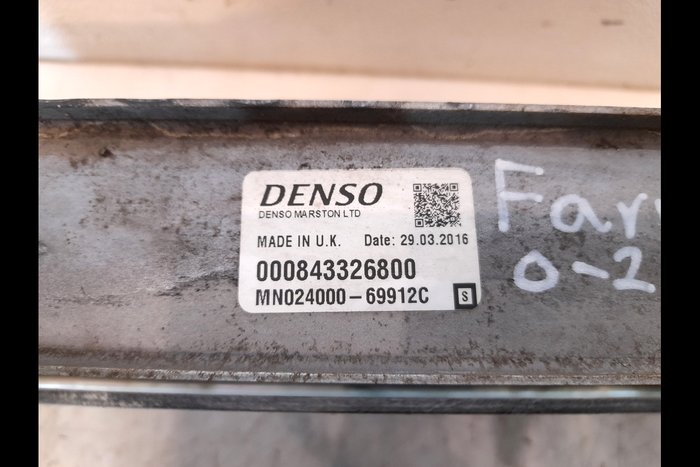 DENSO
DENSO MARSTON LTD
MADE IN U.K. Date: 29.03.2016
000843326800
MN024000-69912C
S
0-2